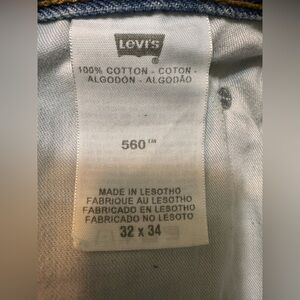 LEVI'S
100% COTTON - COTON -
ALGODÓN - ALGODÃO
560™
MADE IN LESOTHO
FABRIQUE AU LESOTHO
FABRICADO EN LESOTHO
FABRICADO NO LESOTO
32 x 34